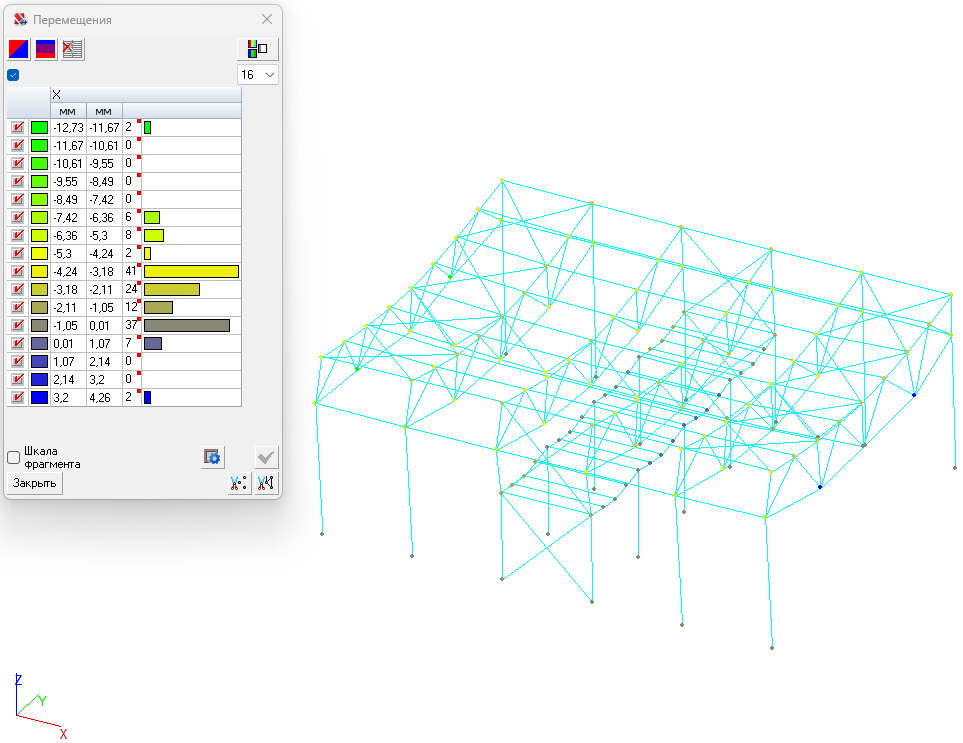 Перемещения
16
X
мм мм
-12,73 -11,67 2
-11,67 -10,61 0
-10,61 -9,55 0
-9,55 -8,49 0
-8,49 -7,42 0
-7,42 -6,36 6
-6,36 -5,3 8
-5,3 -4,24 2
-4,24 -3,18 41
-3,18 -2,11 24
-2,11 -1,05 12
-1,05 0,01 37
0,01 1,07 7
1,07 2,14 0
2,14 3,2 0
3,2 4,26 2
Шкала
фрагмента
Закрыть
Z
Y
X